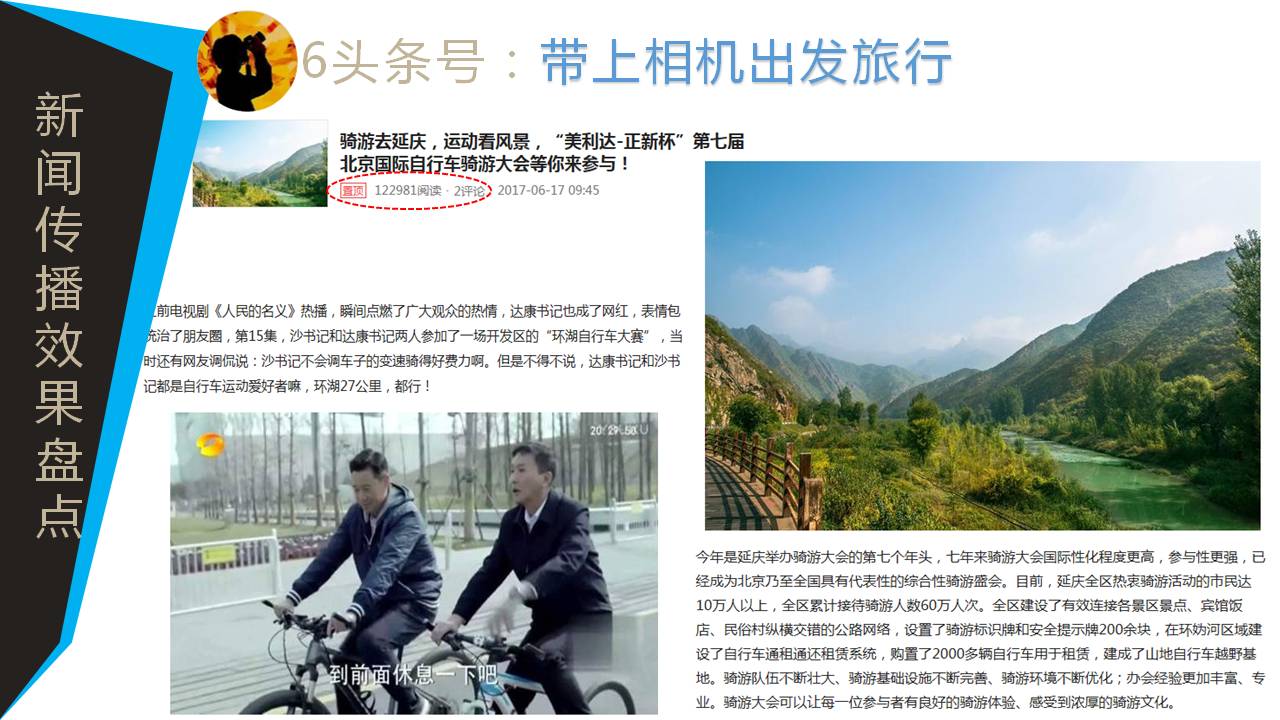 新闻传播效果盘点
6头条号：带上相机出发旅行
骑游去延庆，运动看风景，“美利达-正新杯”第七届
北京国际自行车骑游大会等你来参与！
置顶 122981阅读 · 2评论 2017-06-17 09:45
前电视剧《人民的名义》热播，瞬间点燃了广大观众的热情，达康书记也成了网红，表情包
统治了朋友圈，第15集，沙书记和达康书记两人参加了一场开发区的“环湖自行车大赛”，当
时还有网友调侃说：沙书记不会调车子的变速骑得好费力啊。但是不得不说，达康书记和沙书
记都是自行车运动爱好者嘛，环湖27公里，都行！
到前面休息一下吧
今年是延庆举办骑游大会的第七个年头，七年来骑游大会国际性化程度更高，参与性更强，已
经成为北京乃至全国具有代表性的综合性骑游盛会。目前，延庆全区热衷骑游活动的市民达
10万人以上，全区累计接待骑游人数60万人次。全区建设了有效连接各景区景点、宾馆饭
店、民俗村纵横交错的公路网络，设置了骑游标识牌和安全提示牌200余块，在环妫河区域建
设了自行车通租通还租赁系统，购置了2000多辆自行车用于租赁，建成了山地自行车越野基
地。骑游队伍不断壮大、骑游基础设施不断完善、骑游环境不断优化；办会经验更加丰富、专
业。骑游大会可以让每一位参与者有良好的骑游体验、感受到浓厚的骑游文化。